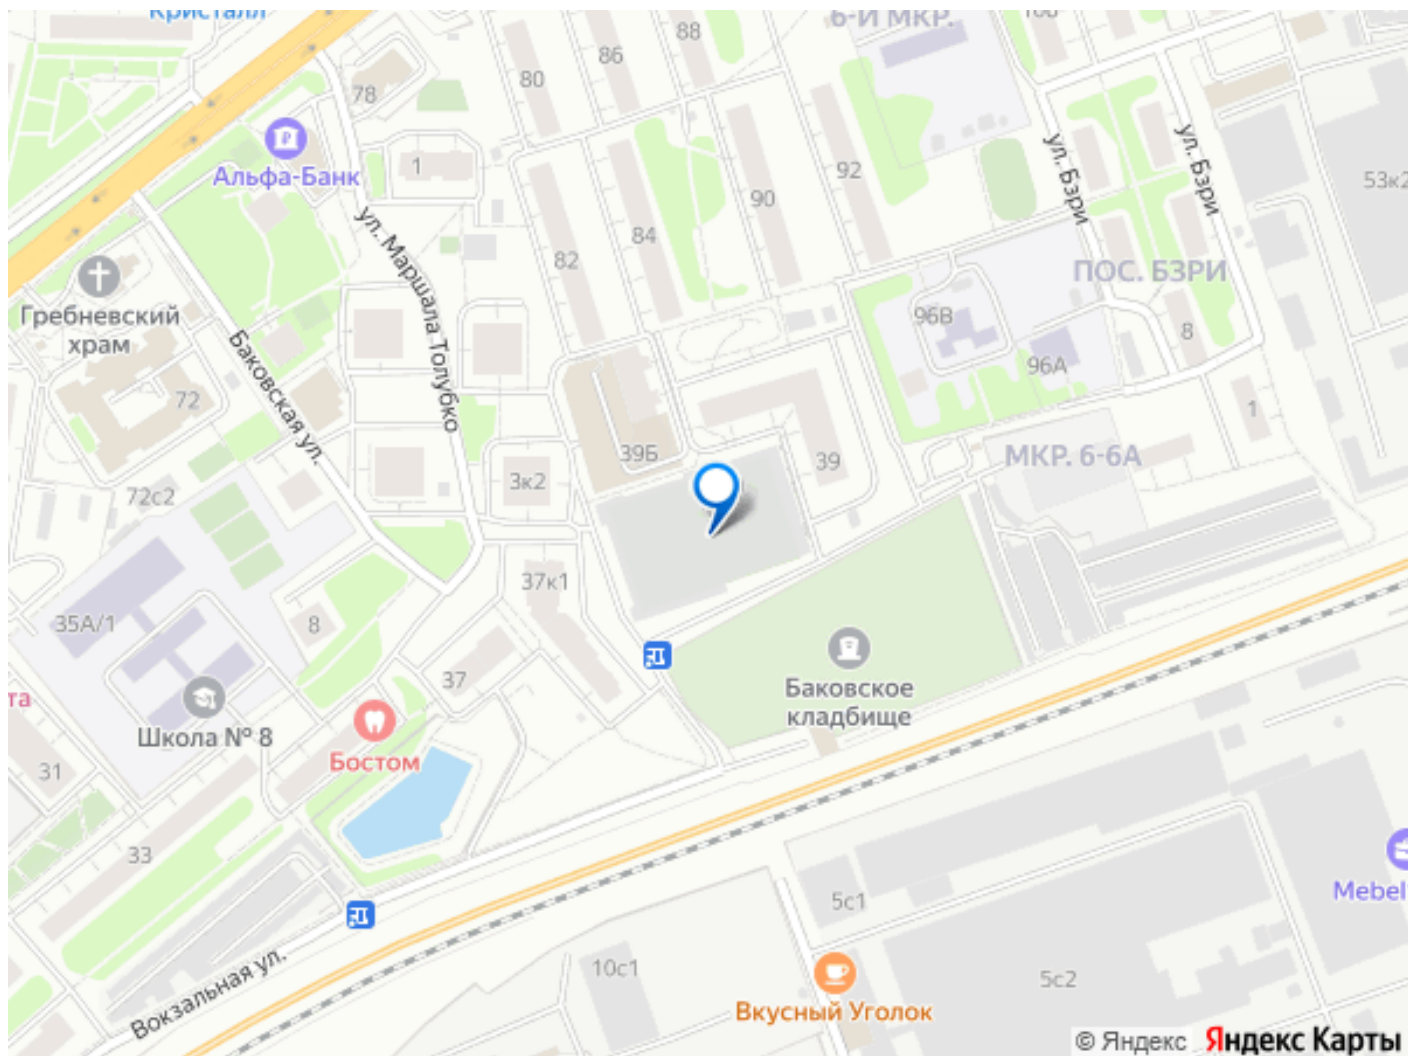 Кристалл
6-Й МКР.
88
86
80
78
Альфа-Банк
1
92
90
84
82
ул. Бзри
ул. Бзри
53к2
ПОС. БЗРИ
ул. Маршала Толубко
Гребневский
храм
Баковская ул.
72
96В
96А
8
1
39Б
39
МКР. 6-6А
3к2
72с2
37к1
35А/1
8
37
Баковское
кладбище
та
Школа № 8
Бостом
31
33
Вокзальная ул.
5с1
Mebel
10с1
5с2
Вкусный Уголок
© Яндекс Яндекс Карты